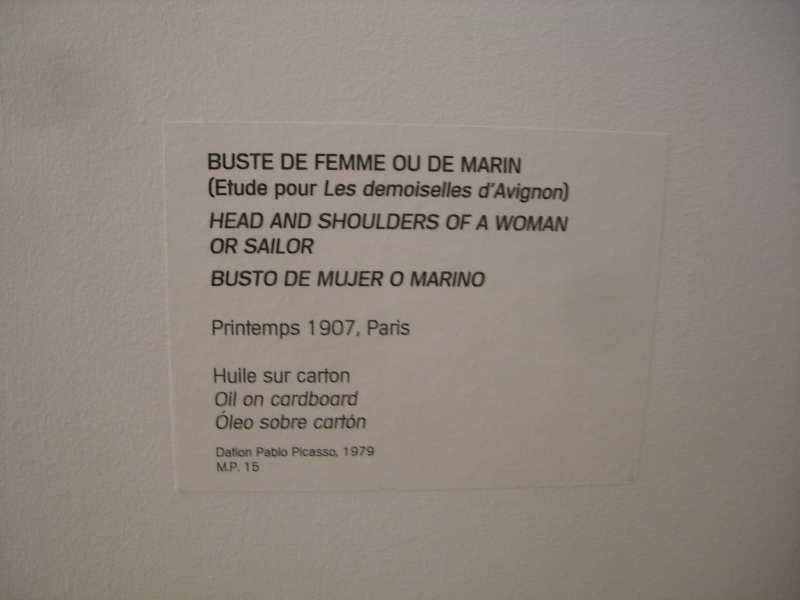 BUSTE DE FEMME OU DE MARIN
(Etude pour Les demoiselles d'Avignon)
HEAD AND SHOULDERS OF A WOMAN
OR SAILOR
BUSTO DE MUJER O MARINO
Printemps 1907, Paris
Huile sur carton
Oil on cardboard
Óleo sobre cartón
Dation Pablo Picasso, 1979
M.P. 15